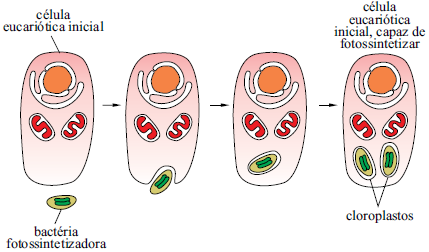 célula
eucariótica inicial
célula
eucariótica
inicial, capaz de
fotossintetizar
bactéria
fotossintetizadora
cloroplastos